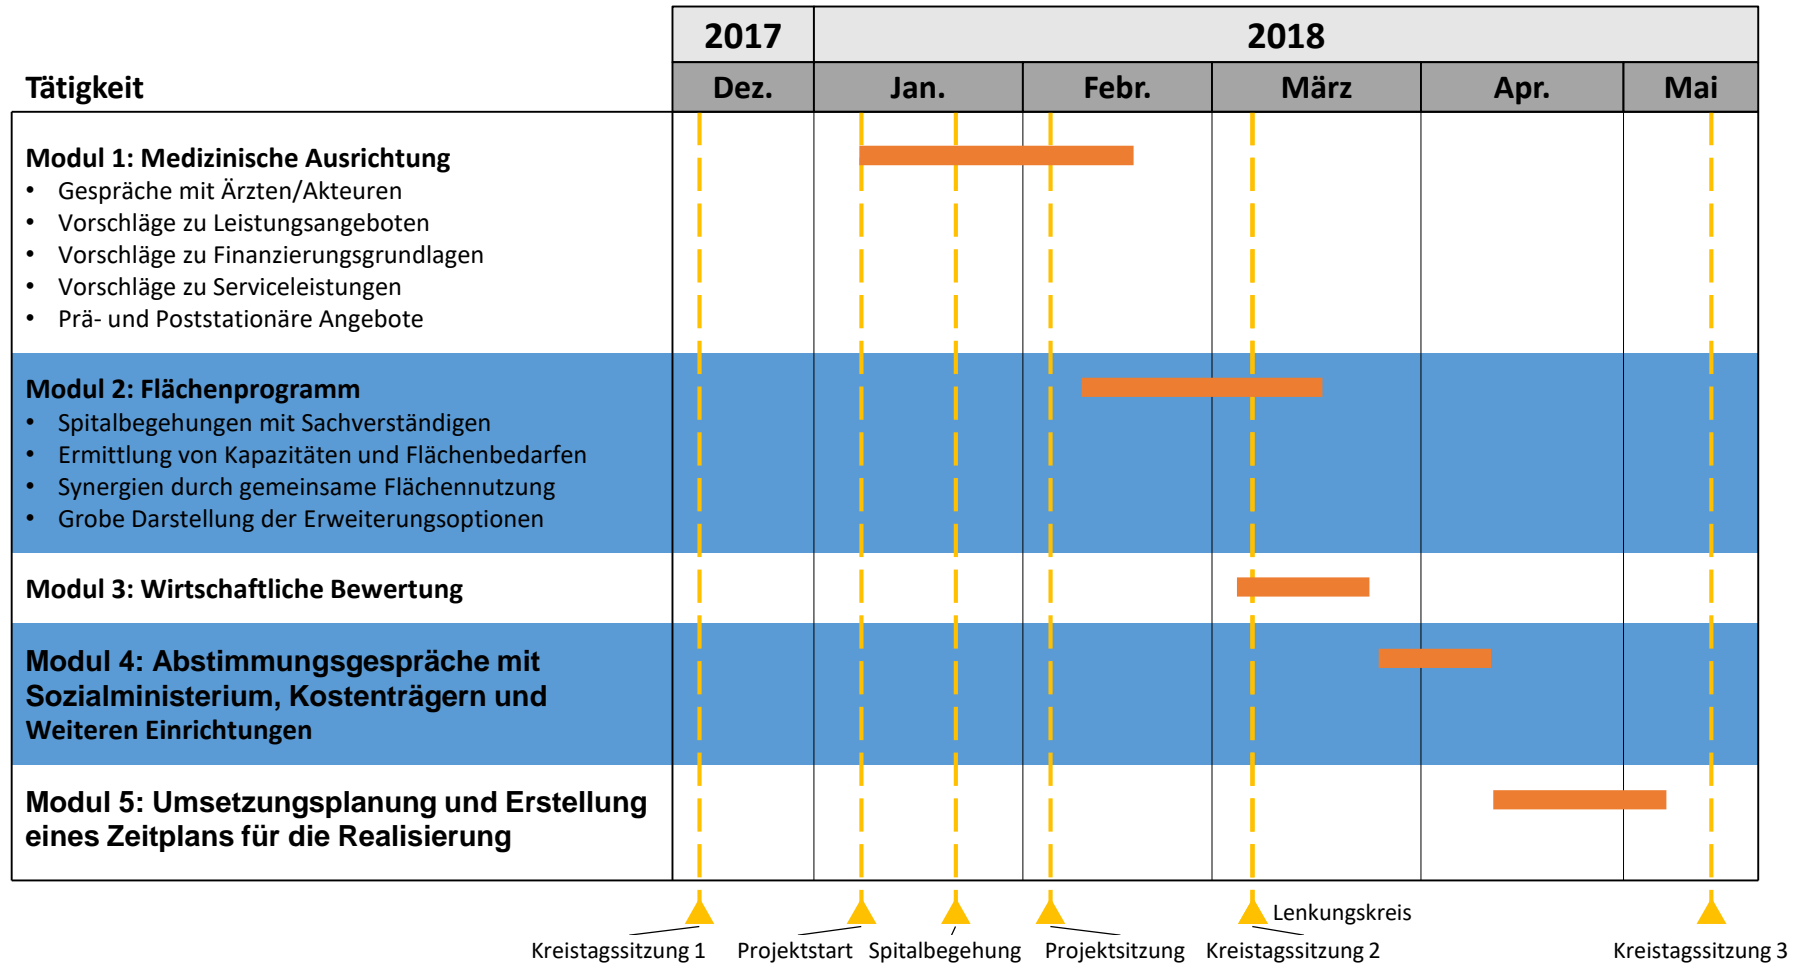 2017
2018
Tätigkeit
Dez.
Jan.
Febr.
März
Apr.
Mai
Modul 1: Medizinische Ausrichtung
• Gespräche mit Ärzten/Akteuren
• Vorschläge zu Leistungsangeboten
• Vorschläge zu Finanzierungsgrundlagen
• Vorschläge zu Serviceleistungen
• Prä- und Poststationäre Angebote
Modul 2: Flächenprogramm
• Spitalbegehungen mit Sachverständigen
• Ermittlung von Kapazitäten und Flächenbedarfen
• Synergien durch gemeinsame Flächennutzung
• Grobe Darstellung der Erweiterungsoptionen
Modul 3: Wirtschaftliche Bewertung
Modul 4: Abstimmungsgespräche mit
Sozialministerium, Kostenträgern und
Weiteren Einrichtungen
Modul 5: Umsetzungsplanung und Erstellung
eines Zeitplans für die Realisierung
Lenkungskreis
Kreistagssitzung 1
Projektstart
Spitalbegehung
Projektsitzung
Kreistagssitzung 2
Kreistagssitzung 3